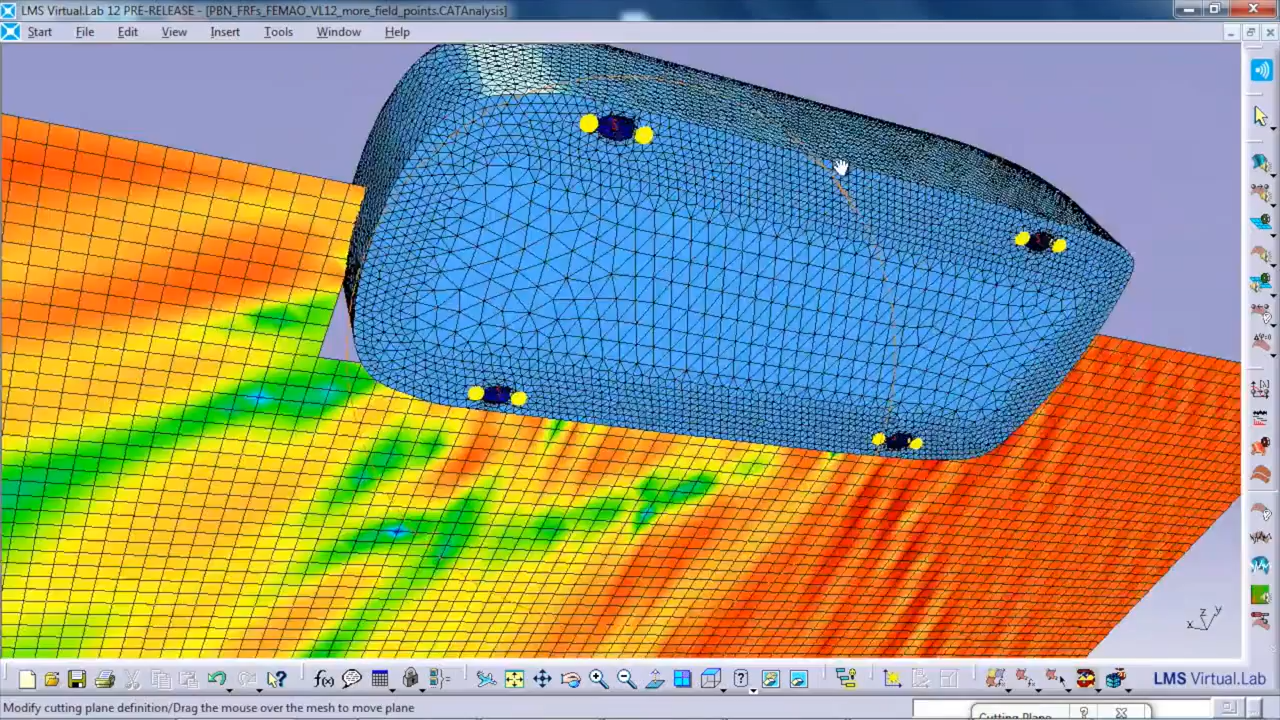 LMS Virtual.Lab 12 PRE-RELEASE - [PBN_FRFs_FEMAO_VL12_more_field_points.CATAnalysis]
Start File Edit View Insert Tools Window Help
z y
x
f(x)
LMS Virtual.Lab
Modify cutting plane definition/Drag the mouse over the mesh to move plane
Cutting Plane